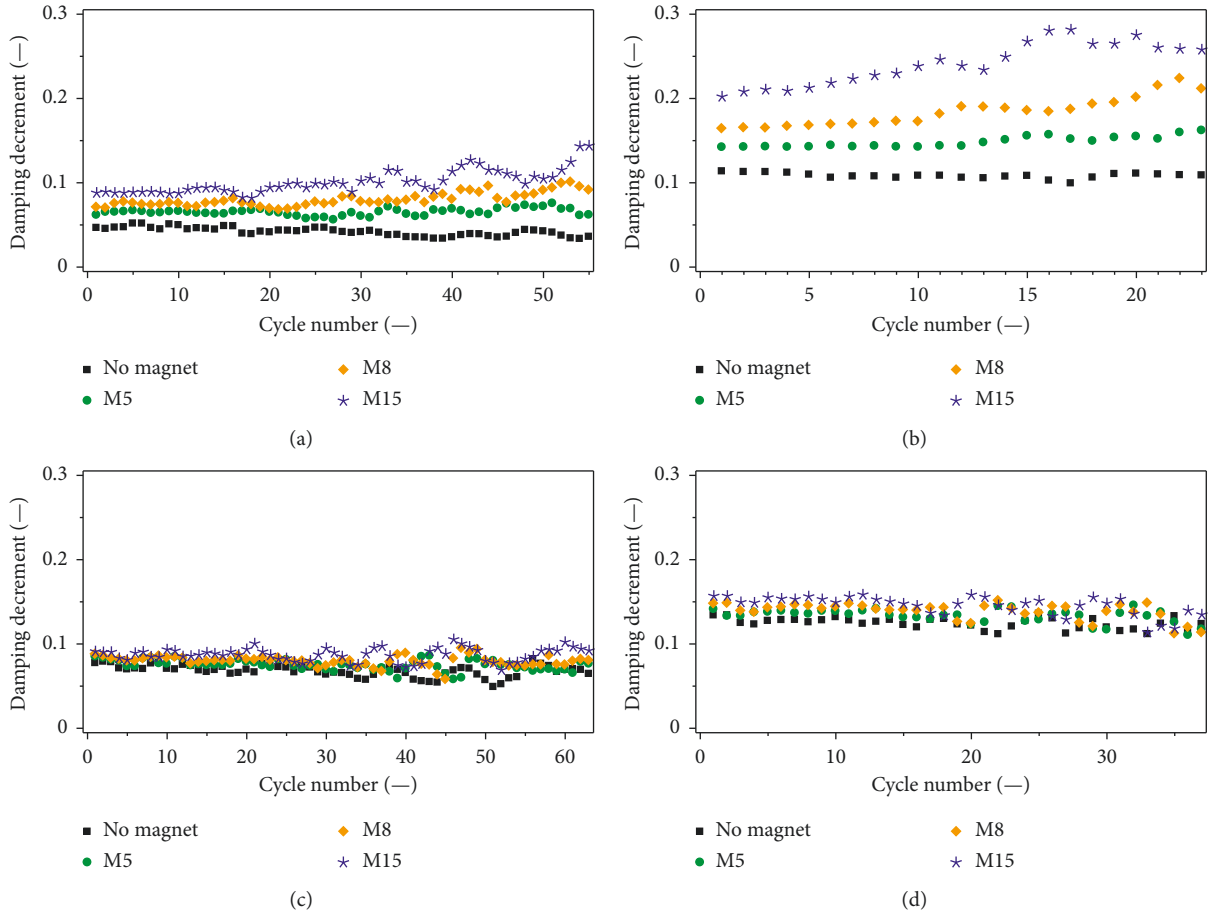 0.3
0.2
0.1
0
Damping decrement (—)
0 10 20 30 40 50
Cycle number (—)
No magnet
M5
M8
M15
(a)
0.3
0.2
0.1
0
Damping decrement (—)
5 10 15 20
Cycle number (—)
No magnet
M5
M8
M15
(b)
0.3
0.2
0.1
0
Damping decrement (—)
0 10 20 30 40 50 60
Cycle number (—)
No magnet
M5
M8
M15
(c)
0.3
0.2
0.1
0
Damping decrement (—)
0 10 20 30
Cycle number (—)
No magnet
M5
M8
M15
(d)